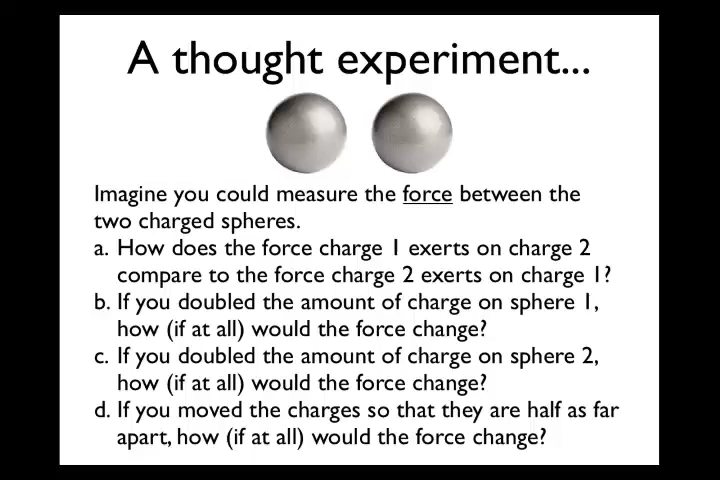 A thought experiment...
Imagine you could measure the force between the
two charged spheres.
a. How does the force charge 1 exerts on charge 2
compare to the force charge 2 exerts on charge 1?
b. If you doubled the amount of charge on sphere 1,
how (if at all) would the force change?
c. If you doubled the amount of charge on sphere 2,
how (if at all) would the force change?
d. If you moved the charges so that they are half as far
apart, how (if at all) would the force change?